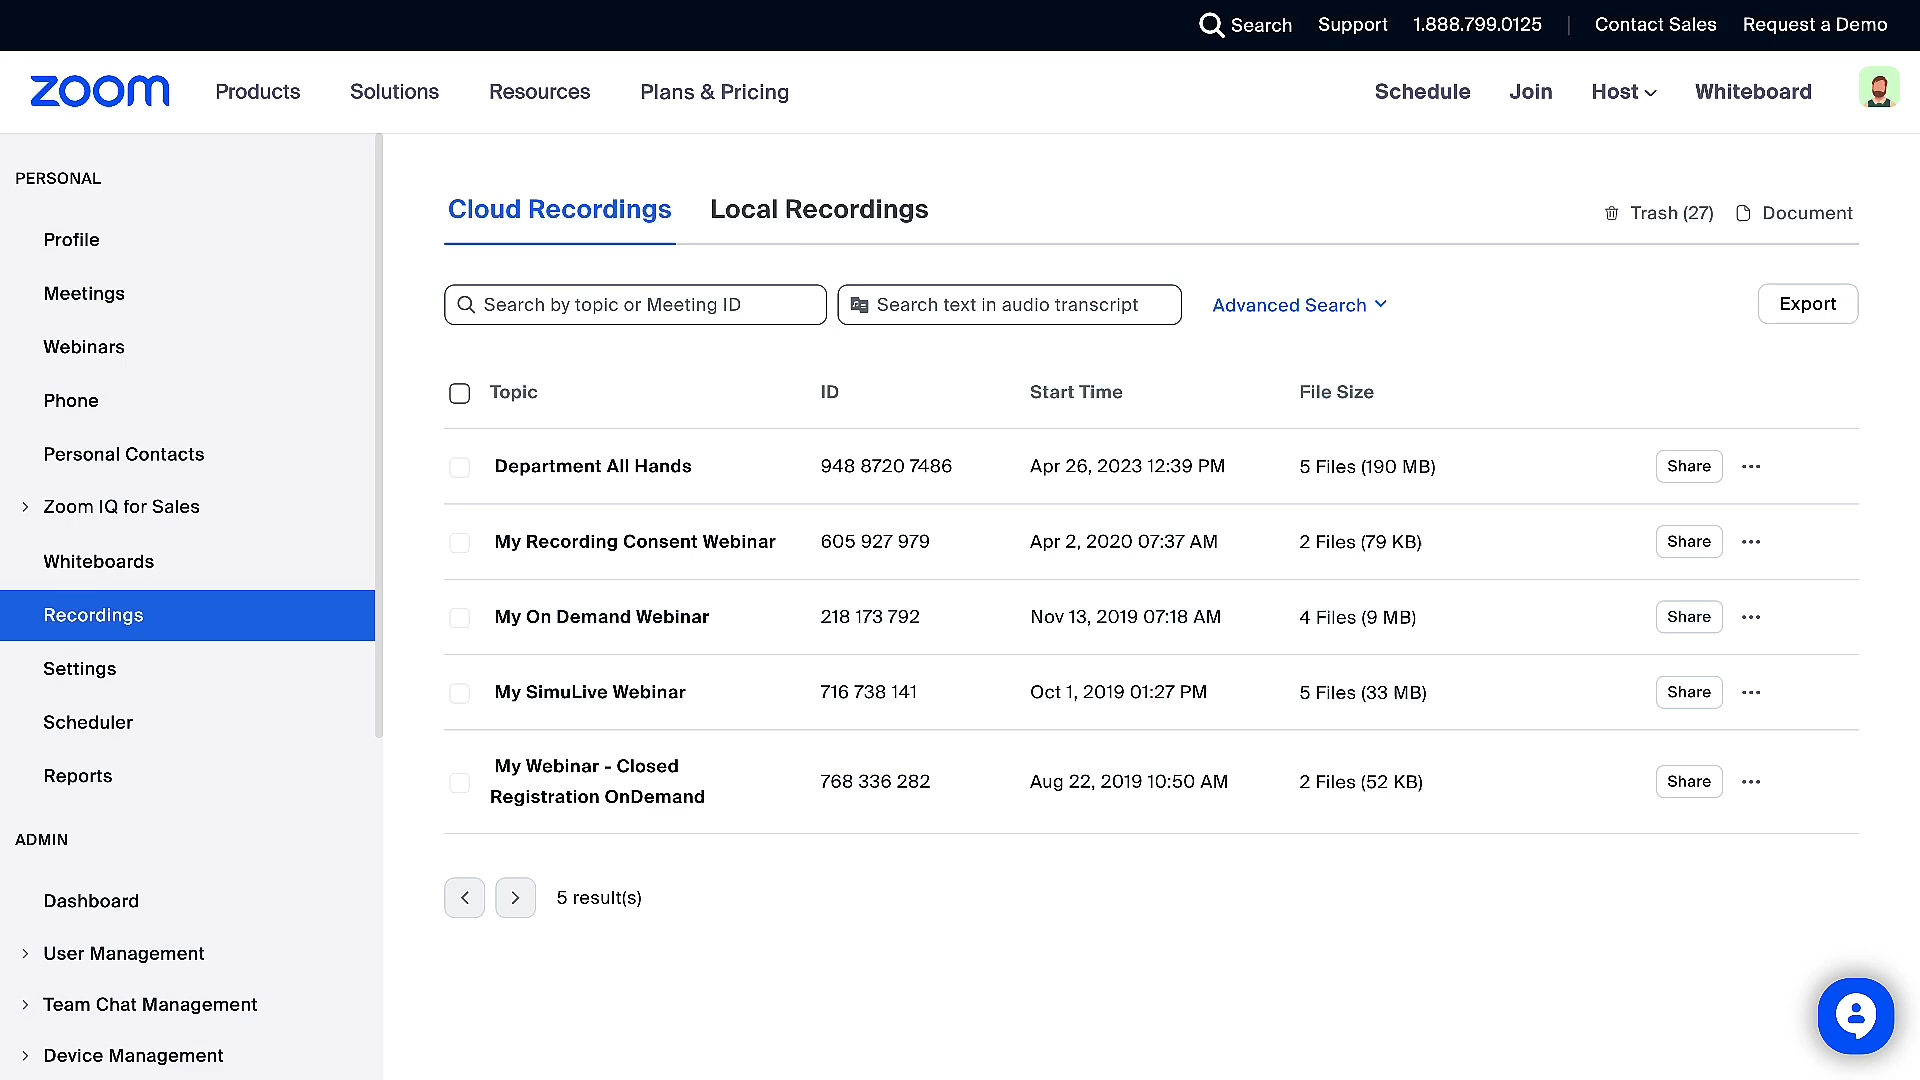 Search Support 1.888.799.0125 | Contact Sales Request a Demo
zoom Products Solutions Resources Plans & Pricing Schedule Join Host Whiteboard
PERSONAL
Profile
Meetings
Webinars
Phone
Personal Contacts
Zoom IQ for Sales
Whiteboards
Recordings
Settings
Scheduler
Reports
ADMIN
Dashboard
User Management
Team Chat Management
Device Management
Cloud Recordings Local Recordings Trash (27) Document
Search by topic or Meeting ID Search text in audio transcript Advanced Search Export
Topic ID Start Time File Size
Department All Hands 948 8720 7486 Apr 26, 2023 12:39 PM 5 Files (190 MB) Share
My Recording Consent Webinar 605 927 979 Apr 2, 2020 07:37 AM 2 Files (79 KB) Share
My On Demand Webinar 218 173 792 Nov 13, 2019 07:18 AM 4 Files (9 MB) Share
My SimuLive Webinar 716 738 141 Oct 1, 2019 01:27 PM 5 Files (33 MB) Share
My Webinar - Closed
Registration OnDemand 768 336 282 Aug 22, 2019 10:50 AM 2 Files (52 KB) Share
5 result(s)